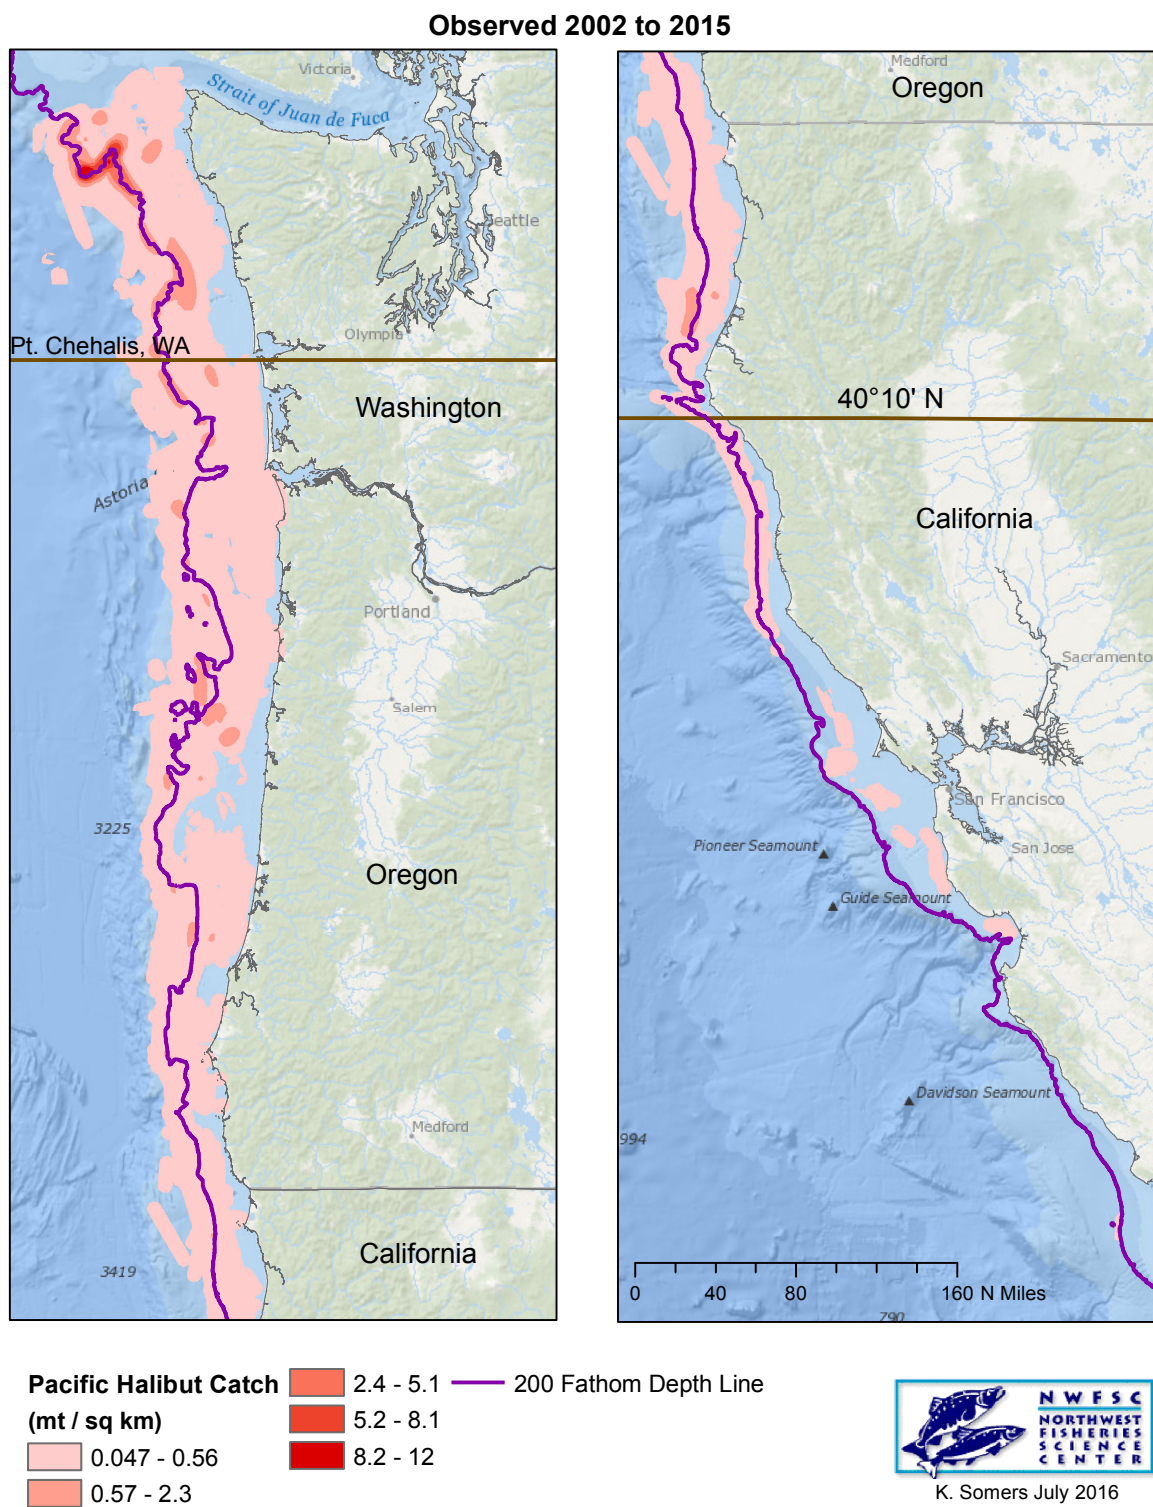 Observed 2002 to 2015
Victoria
Strait of Juan de Fuca
Seattle
Olympia
Pt. Chehalis, WA
Washington
Astoria
Portland
Salem
3225
Oregon
Medford
California
3419
Medford
Oregon
40°10' N
California
Sacramento
San Francisco
San Jose
Pioneer Seamount
Guide Seamount
Davidson Seamount
994
0 40 80 160 N Miles
790
Pacific Halibut Catch
(mt / sq km)
0.047 - 0.56
0.57 - 2.3
2.4 - 5.1
5.2 - 8.1
8.2 - 12
200 Fathom Depth Line
NWFSC
NORTHWEST
FISHERIES
SCIENCE
CENTER
K. Somers July 2016